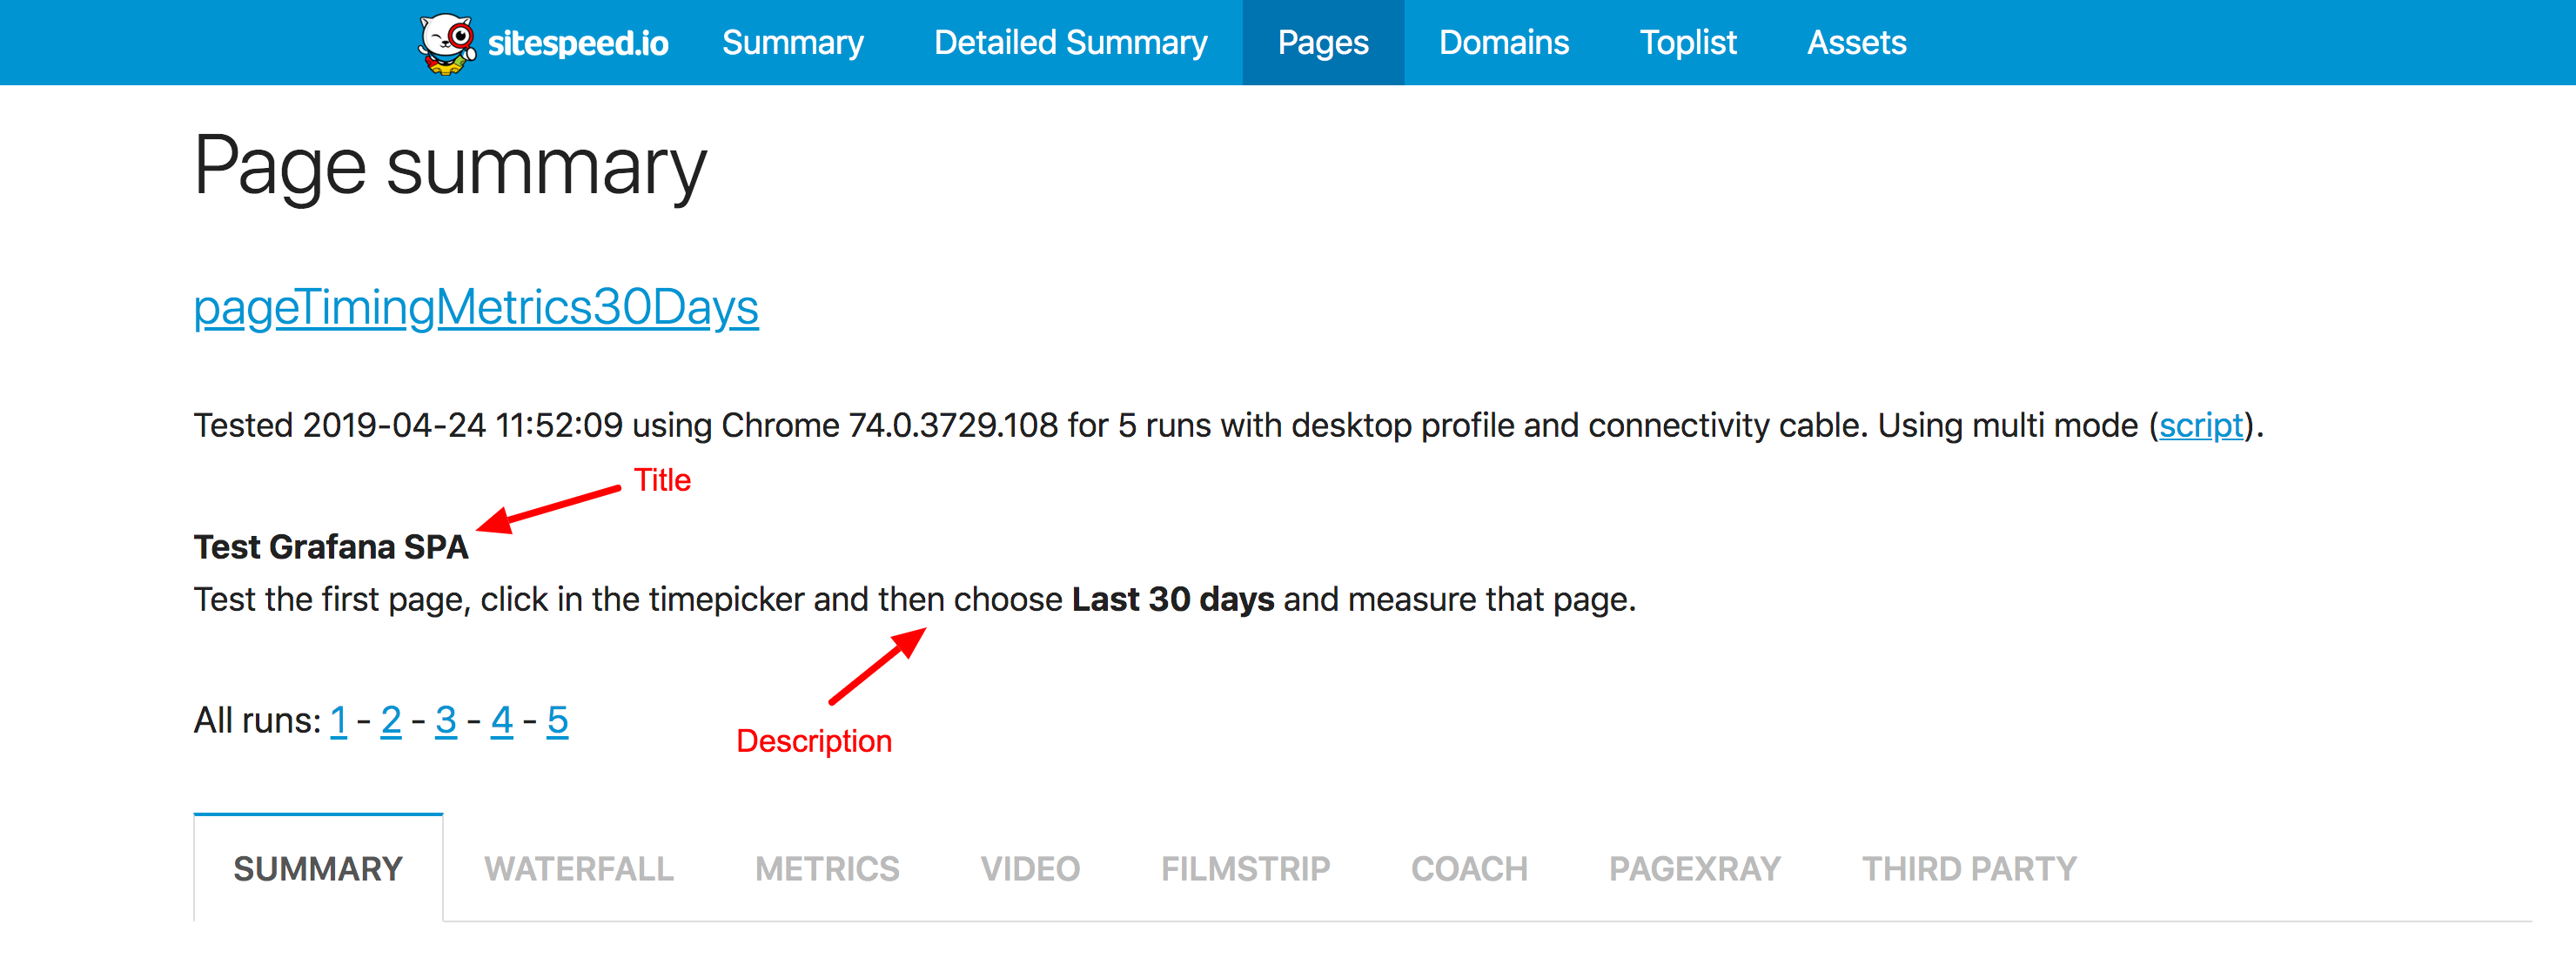 sitespeed.io Summary Detailed Summary Pages Domains Toplist Assets
Page summary
pageTimingMetrics30Days
Tested 2019-04-24 11:52:09 using Chrome 74.0.3729.108 for 5 runs with desktop profile and connectivity cable. Using multi mode (script).
Title
Test Grafana SPA
Test the first page, click in the timepicker and then choose Last 30 days and measure that page.
All runs: 1 - 2 - 3 - 4 - 5
Description
SUMMARY WATERFALL METRICS VIDEO FILMSTRIP COACH PAGEXRAY THIRD PARTY